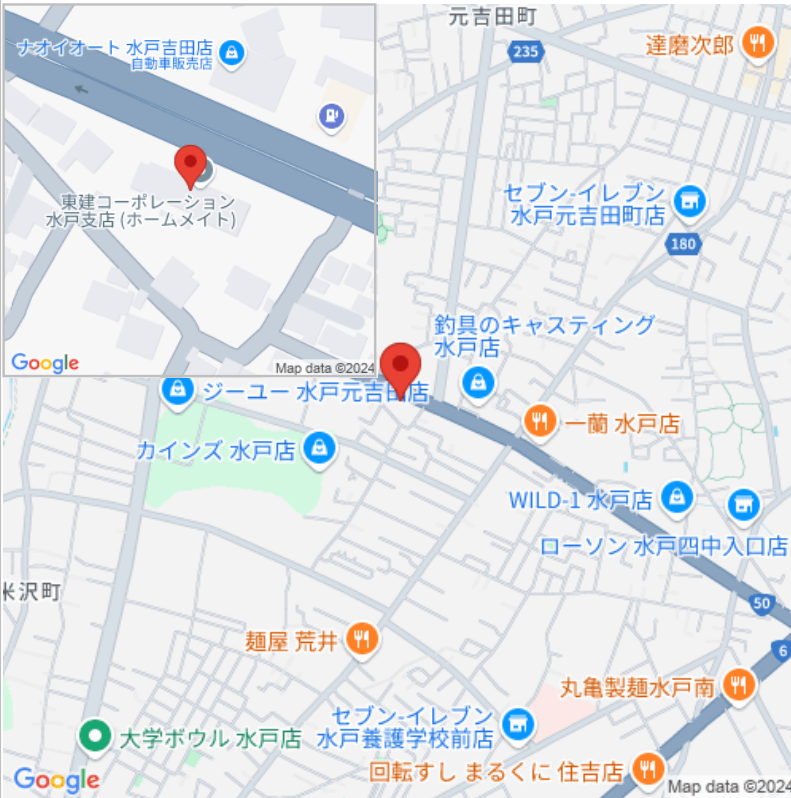 ナオイオート 水戸吉田店
自動車販売店
東建コーポレーション
水戸支店 (ホームメイト)
Google
Map data ©2024
元吉田町
235
達磨次郎
セブン-イレブン
水戸元吉田町店
180
釣具のキャスティング
水戸店
ジーユー 水戸元吉田店
一蘭 水戸店
カインズ 水戸店
WILD-1 水戸店
ローソン 水戸四中入口店
米沢町
50
6
麺屋 荒井
丸亀製麺水戸南
セブン-イレブン
水戸養護学校前店
大学ボウル 水戸店
回転すし まるくに 住吉店
Google
Map data ©2024